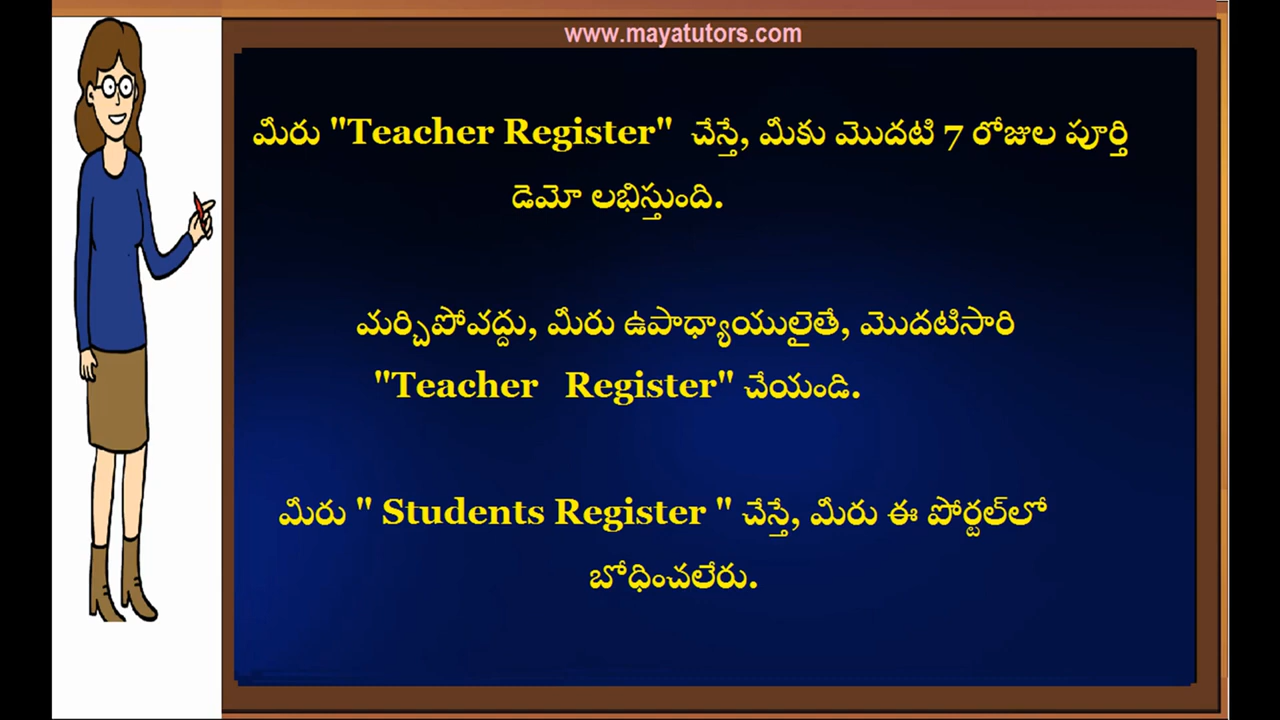 www.mayatutors.com
మీరు "Teacher Register" చేస్తే, మీకు మొదటి 7 రోజుల పూర్తి
డెమో లభిస్తుంది.
మర్చిపోవద్దు, మీరు ఉపాధ్యాయులైతే, మొదటిసారి
"Teacher Register" చేయండి.
మీరు " Students Register " చేస్తే, మీరు ఈ పోర్టల్‌లో
బోధించలేరు.